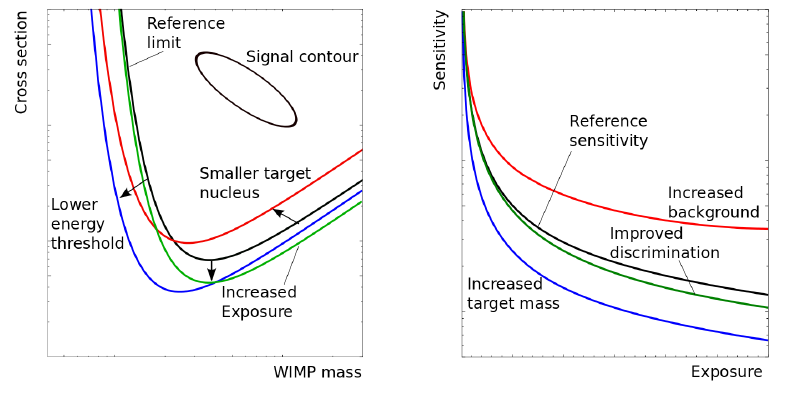 Cross section
Reference
limit
Signal contour
Smaller target
nucleus
Lower
energy
threshold
Increased
Exposure
WIMP mass
Sensitivity
Reference
sensitivity
Increased
background
Improved
discrimination
Increased
target mass
Exposure